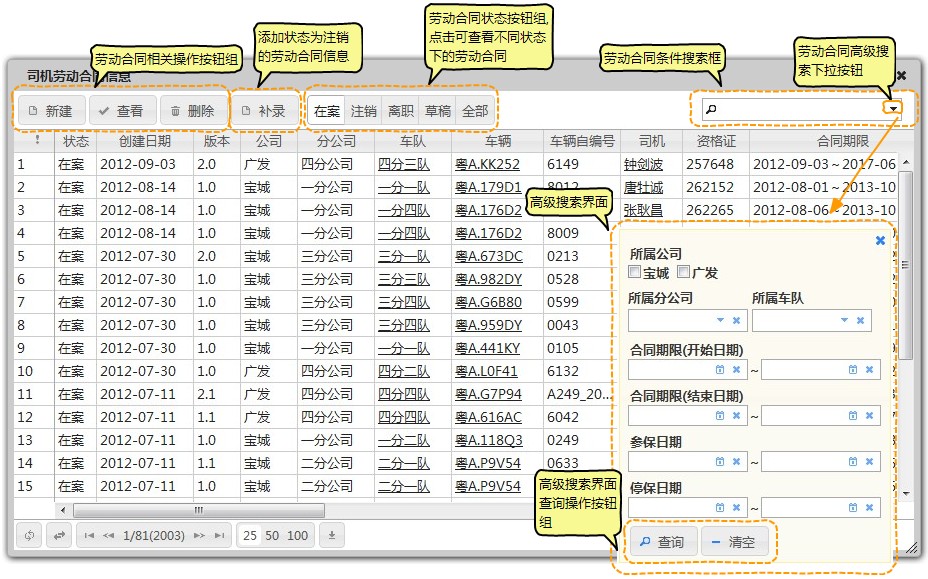 劳动合同状态按钮组,
点击可查看不同状态
下的劳动合同
添加状态为注销
的劳动合同信息
劳动合同相关操作按钮组
劳动合同条件搜索框
劳动合同高级搜
索下拉按钮
司机劳动合同信息
新建 查看 删除 补录 在案 注销 离职 草稿 全部
! 状态 创建日期 版本 公司 分公司 车队 车辆 车辆自编号 司机 资格证 合同期限
1 在案 2012-09-03 2.0 广发 四分公司 四分三队 粤A.KK252 6149 钟剑波 257648 2012-09-03～2017-06
2 在案 2012-08-14 1.0 宝城 一分公司 一分一队 粤A.179D1 8012 唐牡诚 262152 2012-08-01～2013-10
3 在案 2012-08-14 1.0 宝城 一分公司 一分四队 粤A.176D2 张耿昌 262265 2012-08-06～2013-10
4 在案 2012-08-14 1.0 宝城 一分公司 一分四队 粤A.176D2 8009
5 在案 2012-07-30 2.0 宝城 三分公司 三分一队 粤A.673DC 0213
6 在案 2012-07-30 1.0 宝城 三分公司 三分三队 粤A.982DY 0528
7 在案 2012-07-30 1.0 宝城 三分公司 三分四队 粤A.G6B80 0599
8 在案 2012-07-30 1.0 宝城 三分公司 三分四队 粤A.959DY 0043
9 在案 2012-07-30 1.0 宝城 一分公司 一分一队 粤A.441KY 0105
10 在案 2012-07-30 1.0 广发 四分公司 四分二队 粤A.L0F41 6132
11 在案 2012-07-11 2.1 广发 四分公司 四分四队 粤A.G7P94 A249_20...
12 在案 2012-07-11 1.1 广发 四分公司 四分四队 粤A.616AC 6042
13 在案 2012-07-11 1.0 宝城 一分公司 一分二队 粤A.118Q3 0249
14 在案 2012-07-11 1.1 宝城 二分公司 二分一队 粤A.P9V54 0633
15 在案 2012-07-11 1.0 宝城 二分公司 二分一队 粤A.P9V54
1/81(2003) 25 50 100
高级搜索界面
所属公司
宝城 广发
所属分公司 所属车队
合同期限(开始日期)
~
合同期限(结束日期)
~
参保日期
~
停保日期
~
高级搜索界面
查询操作按钮
组
查询 清空